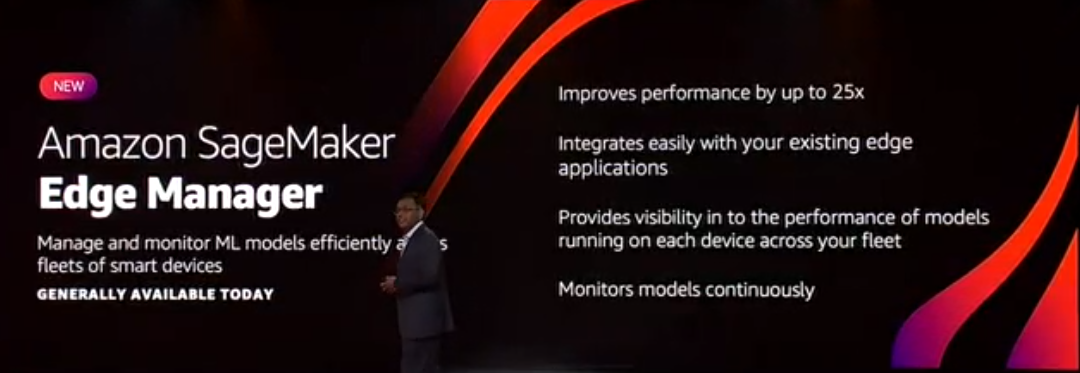 NEW
Amazon SageMaker
Edge Manager
Manage and monitor ML models efficiently
fleets of smart devices
GENERALLY AVAILABLE TODAY
Improves performance by up to 25x
Integrates easily with your existing edge
applications
Provides visibility in to the performance of models
running on each device across your fleet
Monitors models continuously